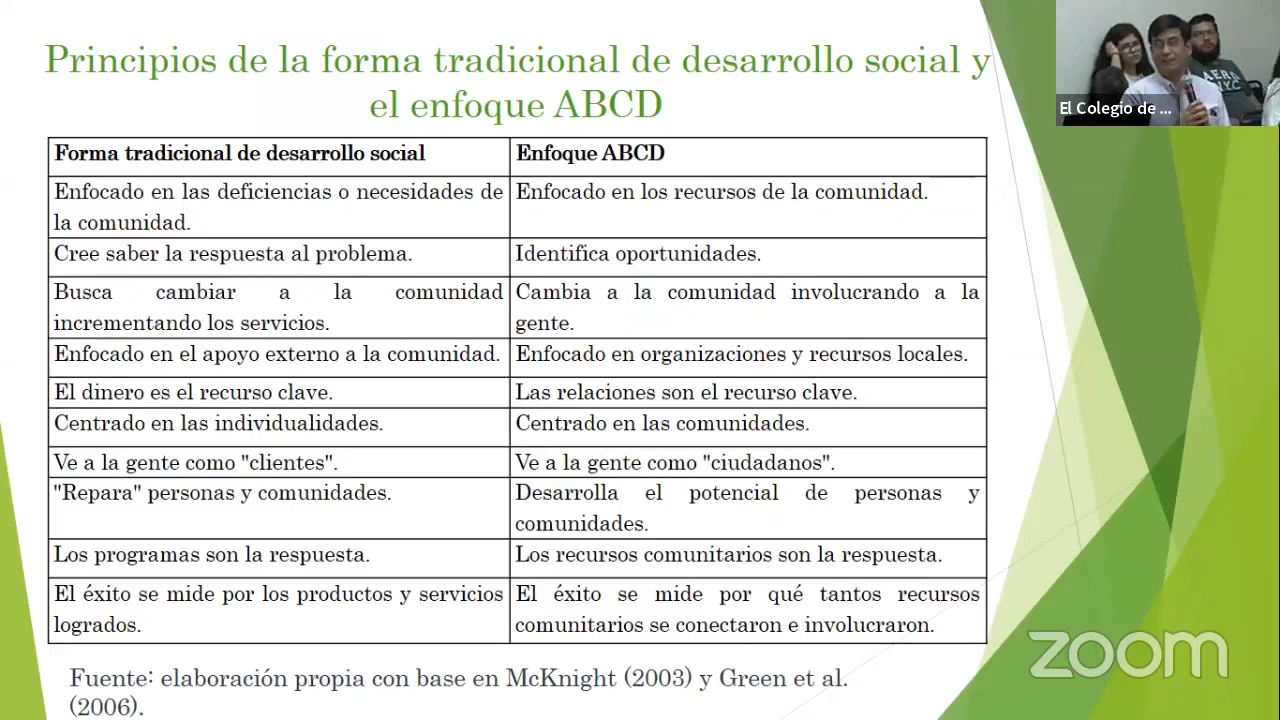 Principios de la forma tradicional de desarrollo social y
el enfoque ABCD
El Colegio de ...
AERO
N.Y.C.
Forma tradicional de desarrollo social
Enfoque ABCD
Enfocado en las deficiencias o necesidades de
la comunidad.
Enfocado en los recursos de la comunidad.
Cree saber la respuesta al problema.
Identifica oportunidades.
Busca cambiar a la comunidad
incrementando los servicios.
Cambia a la comunidad involucrando a la
gente.
Enfocado en el apoyo externo a la comunidad.
Enfocado en organizaciones y recursos locales.
El dinero es el recurso clave.
Las relaciones son el recurso clave.
Centrado en las individualidades.
Centrado en las comunidades.
Ve a la gente como "clientes".
Ve a la gente como "ciudadanos".
"Repara" personas y comunidades.
Desarrolla el potencial de personas y
comunidades.
Los programas son la respuesta.
Los recursos comunitarios son la respuesta.
El éxito se mide por los productos y servicios
logrados.
El éxito se mide por qué tantos recursos
comunitarios se conectaron e involucraron.
Fuente: elaboración propia con base en McKnight (2003) y Green et al.
(2006).
zoom